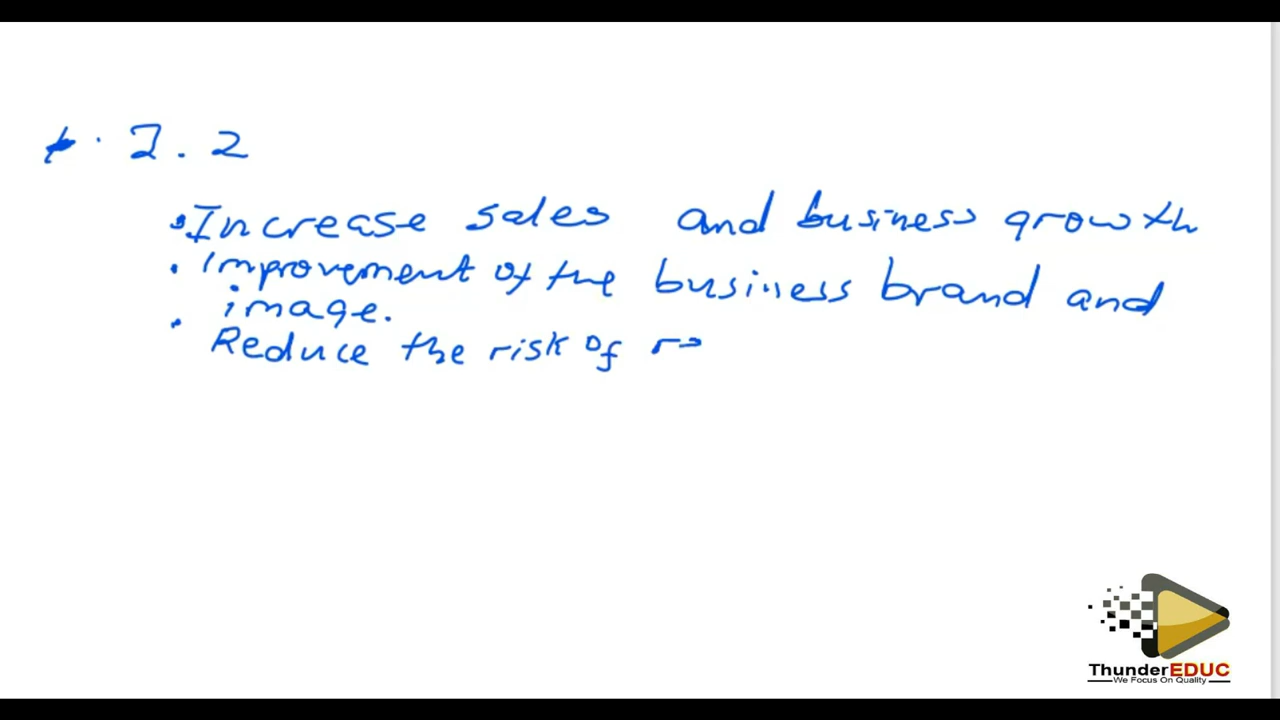 2.2
• Increase sales and business growth
• Improvement of the business brand and
image.
• Reduce the risk of
ThunderEDUC
We Focus On Quality